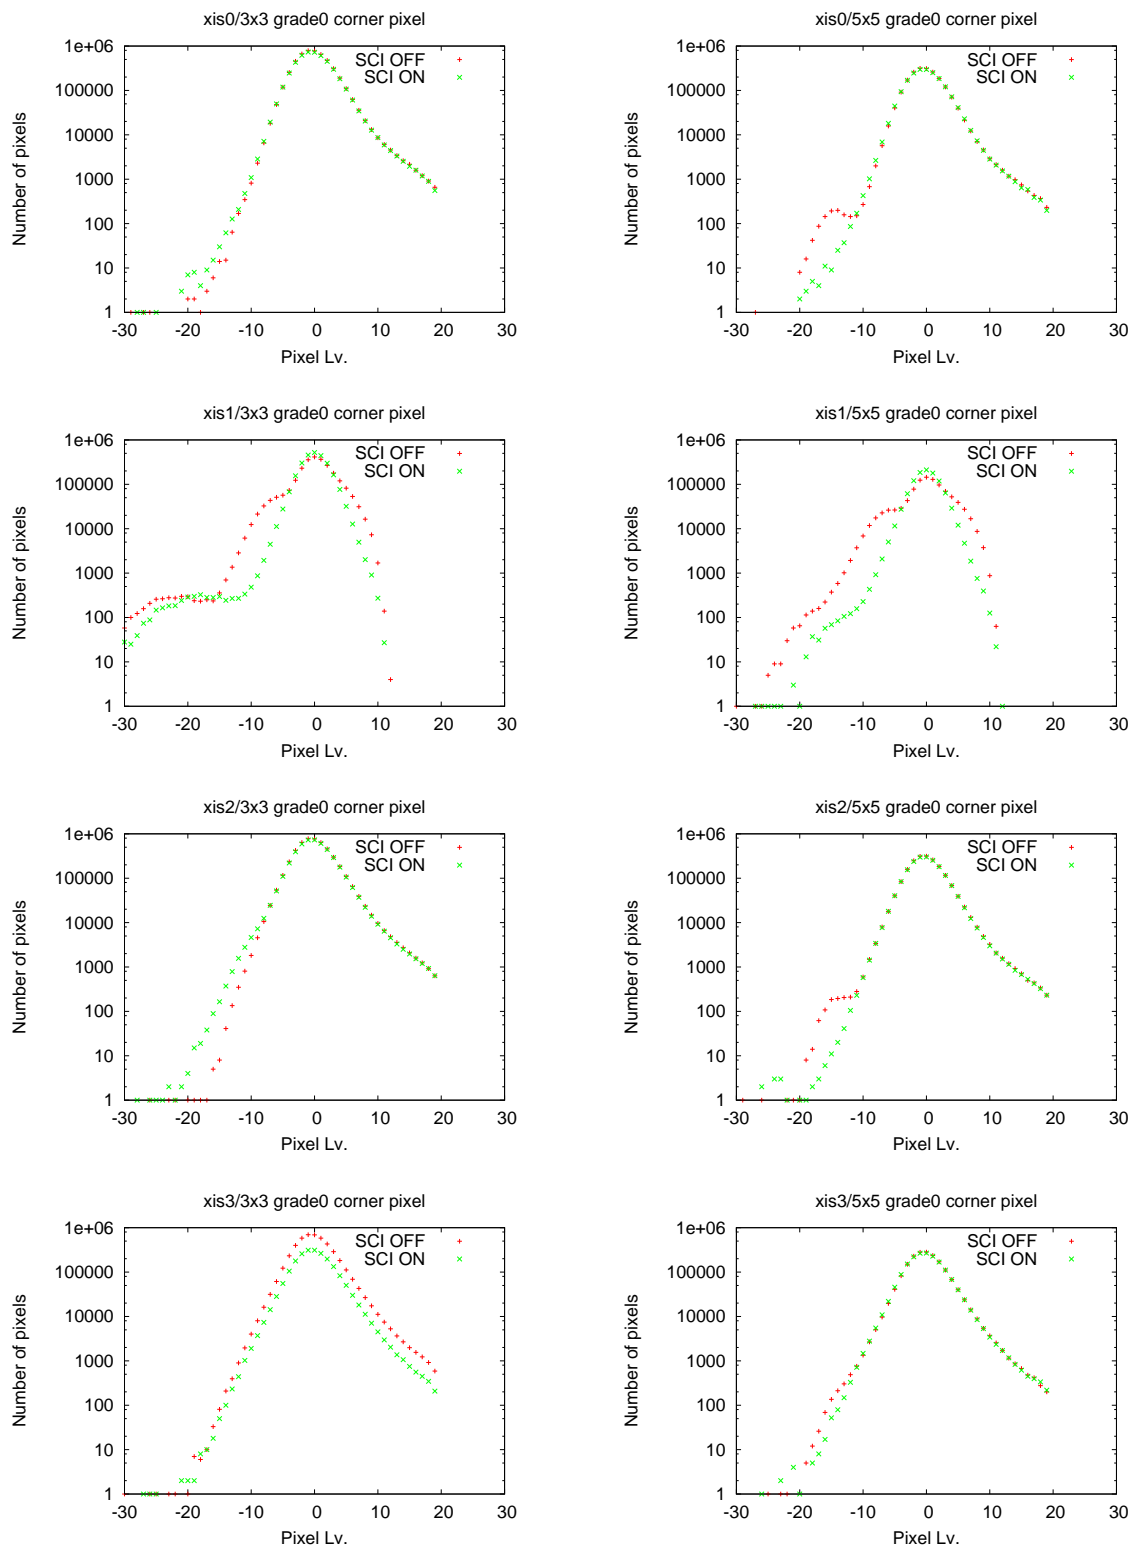 xis0/3x3 grade0 corner pixel
1e+06
100000
10000
1000
100
10
1
-30 -20 -10 0 10 20 30
Number of pixels
Pixel Lv.
SCI OFF
SCI ON
xis0/5x5 grade0 corner pixel
1e+06
100000
10000
1000
100
10
1
-30 -20 -10 0 10 20 30
Number of pixels
Pixel Lv.
SCI OFF
SCI ON
xis1/3x3 grade0 corner pixel
1e+06
100000
10000
1000
100
10
1
-30 -20 -10 0 10 20 30
Number of pixels
Pixel Lv.
SCI OFF
SCI ON
xis1/5x5 grade0 corner pixel
1e+06
100000
10000
1000
100
10
1
-30 -20 -10 0 10 20 30
Number of pixels
Pixel Lv.
SCI OFF
SCI ON
xis2/3x3 grade0 corner pixel
1e+06
100000
10000
1000
100
10
1
-30 -20 -10 0 10 20 30
Number of pixels
Pixel Lv.
SCI OFF
SCI ON
xis2/5x5 grade0 corner pixel
1e+06
100000
10000
1000
100
10
1
-30 -20 -10 0 10 20 30
Number of pixels
Pixel Lv.
SCI OFF
SCI ON
xis3/3x3 grade0 corner pixel
1e+06
100000
10000
1000
100
10
1
-30 -20 -10 0 10 20 30
Number of pixels
Pixel Lv.
SCI OFF
SCI ON
xis3/5x5 grade0 corner pixel
1e+06
100000
10000
1000
100
10
1
-30 -20 -10 0 10 20 30
Number of pixels
Pixel Lv.
SCI OFF
SCI ON